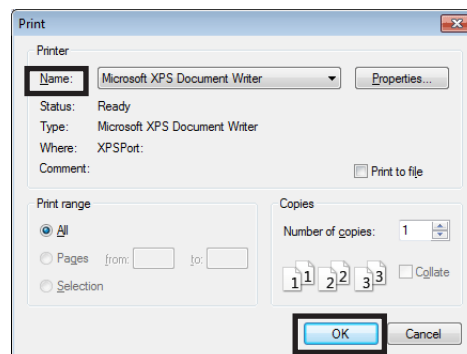 Print
Printer
Name: Microsoft XPS Document Writer Properties...
Status: Ready
Type: Microsoft XPS Document Writer
Where: XPSPort:
Comment: Print to file
Print range Copies
All Number of copies: 1
Pages from: to:
1 1 2 2 3 3 Collate
Selection
OK Cancel